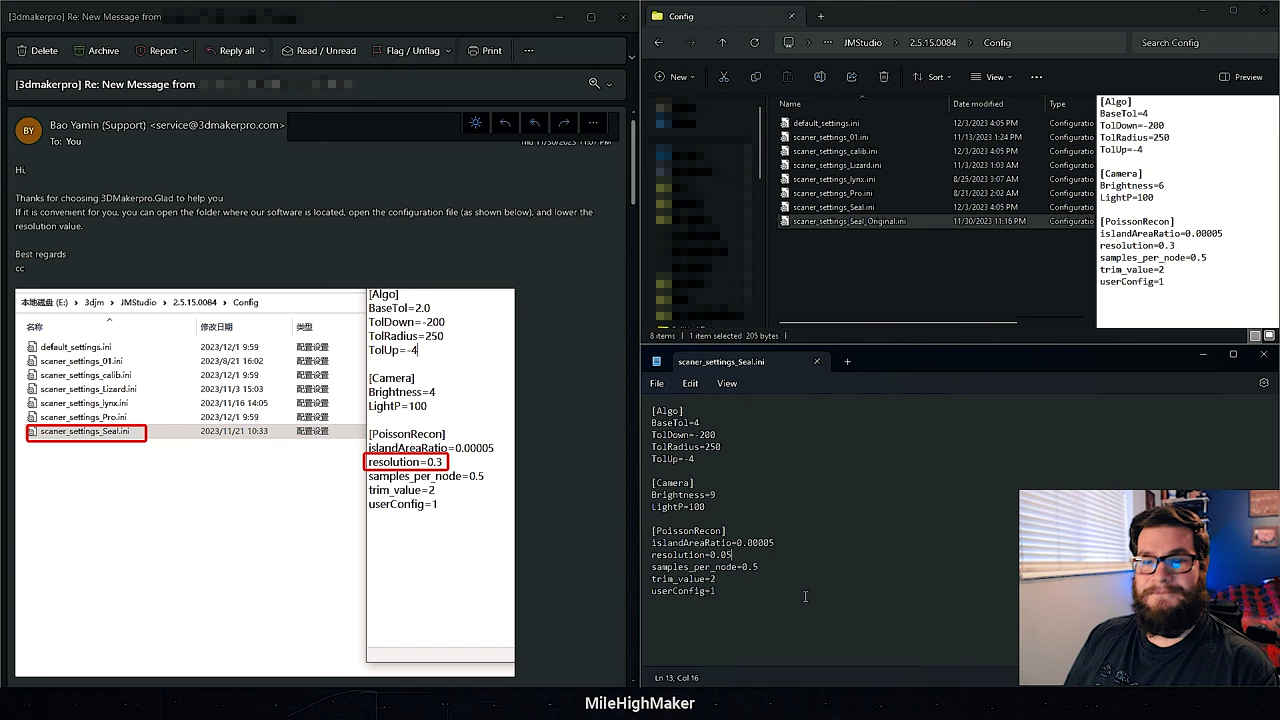 [3dmakerpro] Re: New Message from
Delete
Archive
Report
Reply all
Read / Unread
Flag / Unflag
Print
[3dmakerpro] Re: New Message from
BY
Bao Yamin (Support) <service@3dmakerpro.com>
To: You
Thu 11/30/2023 11:07 PM
Hi,
Thanks for choosing 3DMakerpro.Glad to help you
If it is convenient for you, you can open the folder where our software is located, open the configuration file (as shown below), and lower the
resolution value.
Best regards
cc
本地磁盘 (E:) > 3djm > JMStudio > 2.5.15.0084 > Config
名称 修改日期 类型
default_settings.ini 2023/12/1 9:59 配置设置
scaner_settings_01.ini 2023/8/21 16:02 配置设置
scaner_settings_calib.ini 2023/12/1 9:59 配置设置
scaner_settings_Lizard.ini 2023/11/3 15:03 配置设置
scaner_settings_lynx.ini 2023/11/16 14:05 配置设置
scaner_settings_Pro.ini 2023/12/1 9:59 配置设置
scaner_settings_Seal.ini 2023/11/21 10:33 配置设置
[Algo]
BaseTol=2.0
TolDown=-200
TolRadius=250
TolUp=-4
[Camera]
Brightness=4
LightP=100
[PoissonRecon]
islandAreaRatio=0.00005
resolution=0.3
samples_per_node=0.5
trim_value=2
userConfig=1
Config
JMStudio > 2.5.15.0084 > Config
Search Config
New
Sort
View
Preview
Name Date modified Type
default_settings.ini 12/3/2023 4:05 PM Configuratio
scaner_settings_01.ini 11/13/2023 1:24 PM Configuratio
scaner_settings_calib.ini 12/3/2023 4:05 PM Configuratio
scaner_settings_Lizard.ini 11/3/2023 1:03 AM Configuratio
scaner_settings_lynx.ini 8/25/2023 3:07 AM Configuratio
scaner_settings_Pro.ini 8/21/2023 2:02 AM Configuratio
scaner_settings_Seal.ini 12/3/2023 4:05 PM Configuratio
scaner_settings_Seal_Original.ini 11/30/2023 11:16 PM Configuratio
[Algo]
BaseTol=4
TolDown=-200
TolRadius=250
TolUp=-4
[Camera]
Brightness=6
LightP=100
[PoissonRecon]
islandAreaRatio=0.00005
resolution=0.3
samples_per_node=0.5
trim_value=2
userConfig=1
8 items 1 item selected 205 bytes
scaner_settings_Seal.ini
File Edit View
[Algo]
BaseTol=4
TolDown=-200
TolRadius=250
TolUp=-4
[Camera]
Brightness=9
LightP=100
[PoissonRecon]
islandAreaRatio=0.00005
resolution=0.05
samples_per_node=0.5
trim_value=2
userConfig=1
Ln 13, Col 16
MileHighMaker